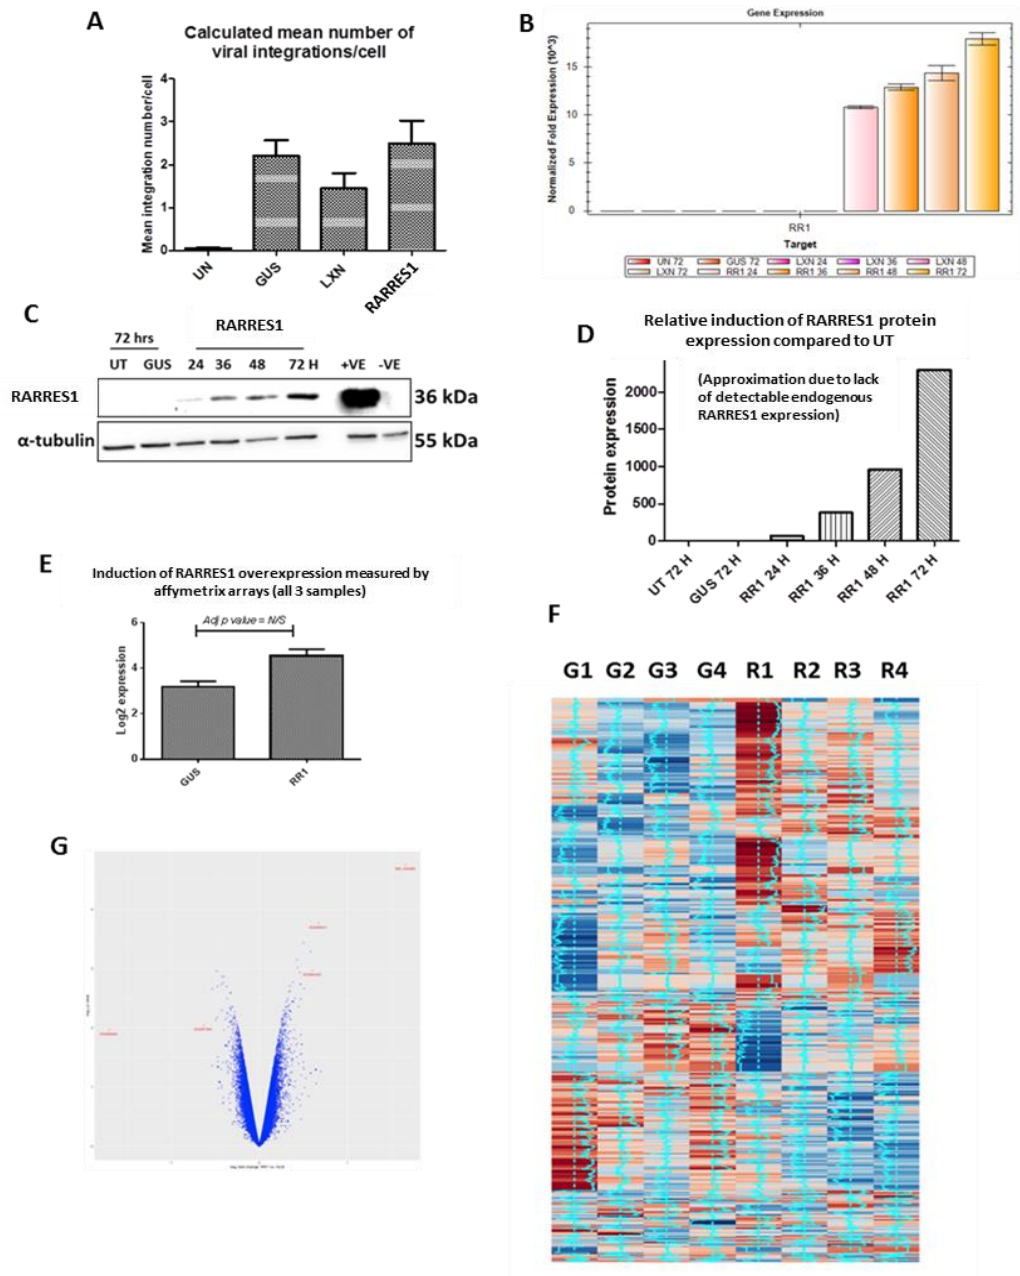 A
Calculated mean number of
viral integrations/cell
Mean integration number/cell
4
3
2
1
0
UN
GUS
LXN
RARRES1
B
Gene Expression
Normalized Fold Expression (10^3)
15
10
5
0
RR1
Target
UN 72 GUS 72 LXN 24 LXN 36 LXN 48
LXN 72 RR1 24 RR1 36 RR1 48 RR1 72
C
RARRES1
72 hrs
UT GUS 24 36 48 72 H +VE -VE
RARRES1 36 kDa
α-tubulin 55 kDa
D
Relative induction of RARRES1 protein
expression compared to UT
(Approximation due to lack
of detectable endogenous
RARRES1 expression)
Protein expression
2000
1500
1000
500
0
UT 72 H
GUS 72 H
RR1 24 H
RR1 36 H
RR1 48 H
RR1 72 H
E
Induction of RARRES1 overexpression measured by
affymetrix arrays (all 3 samples)
Adj p value = N/S
Log2 expression
6
4
2
0
GUS
RR1
F
G1 G2 G3 G4 R1 R2 R3 R4
G